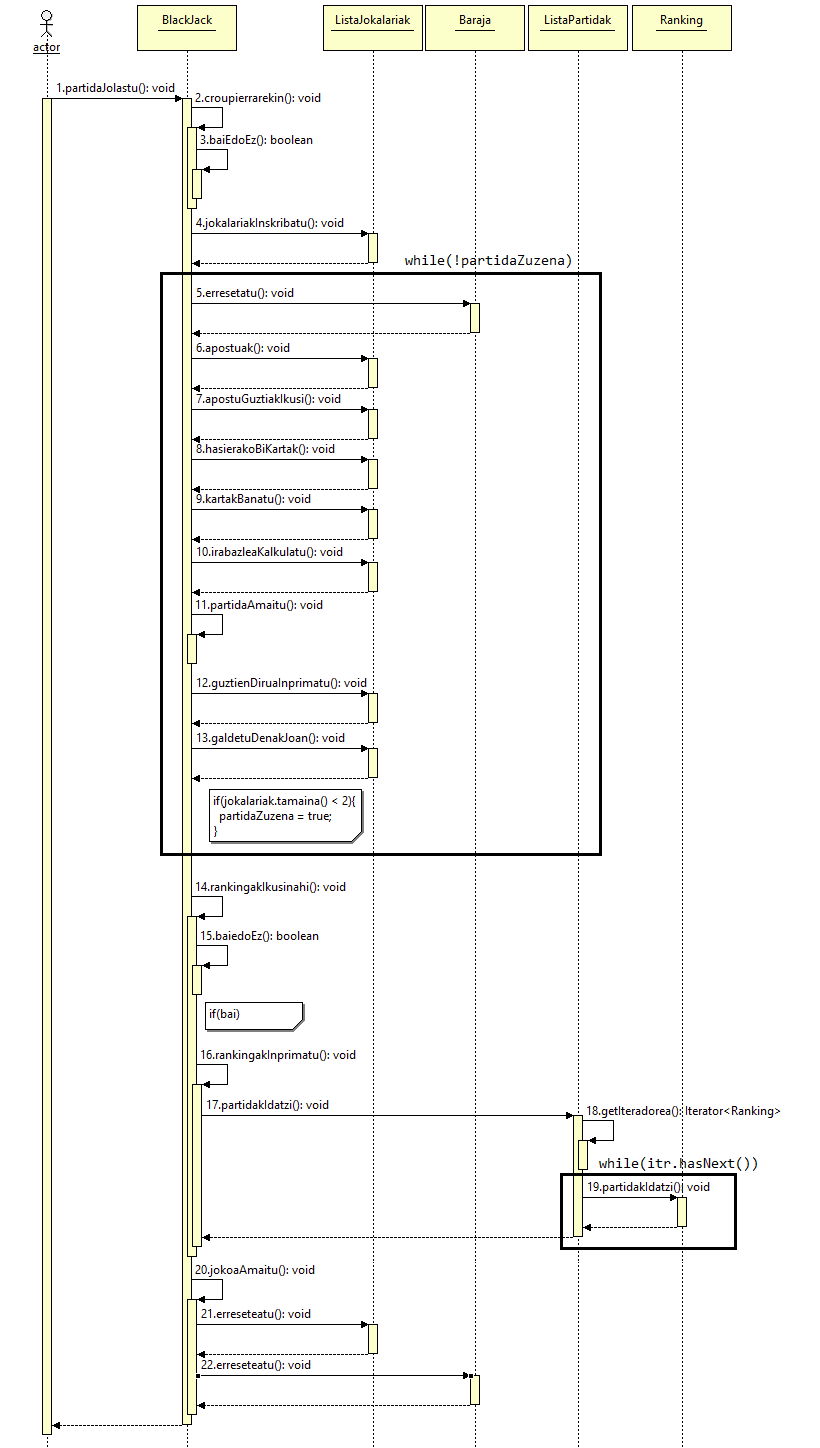 actor
BlackJack
ListaJokalariak
Baraja
ListaPartidak
Ranking
1.partidaJolastu(): void
2.croupierrarekin(): void
3.baiEdoEz(): boolean
4.jokalariakInskribatu(): void
while(!partidaZuzena)
5.erresetatu(): void
6.apostuak(): void
7.apostuGuztiakIkusi(): void
8.hasierakoBiKartak(): void
9.kartakBanatu(): void
10.irabazleaKalkulatu(): void
11.partidaAmaitu(): void
12.guztienDiruaInprimatu(): void
13.galdetuDenakJoan(): void
if(jokalariak.tamaina() < 2){
partidaZuzena = true;
}
14.rankingakIkusinahi(): void
15.baiedoEz(): boolean
if(bai)
16.rankingakInprimatu(): void
17.partidakIdatzi(): void
18.getIteradorea(): Iterator<Ranking>
while(itr.hasNext())
19.partidakIdatzi(): void
20.jokoaAmaitu(): void
21.erreseteatu(): void
22.erreseteatu(): void